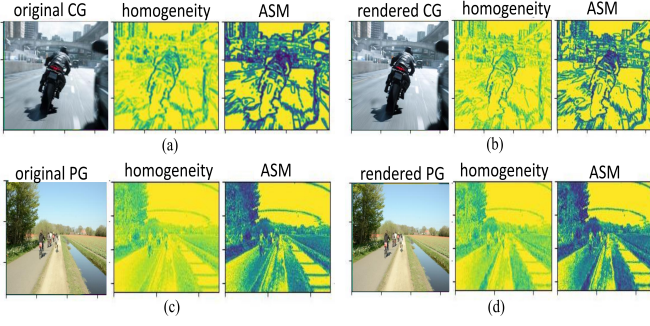 original CG homogeneity ASM
rendered CG homogeneity ASM
(a)
(b)
original PG homogeneity ASM
rendered PG homogeneity ASM
(c)
(d)